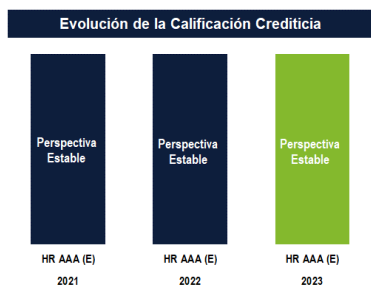 Evolución de la Calificación Crediticia
Perspectiva Estable
Perspectiva Estable
Perspectiva Estable
HR AAA (E)
HR AAA (E)
HR AAA (E)
2021
2022
2023